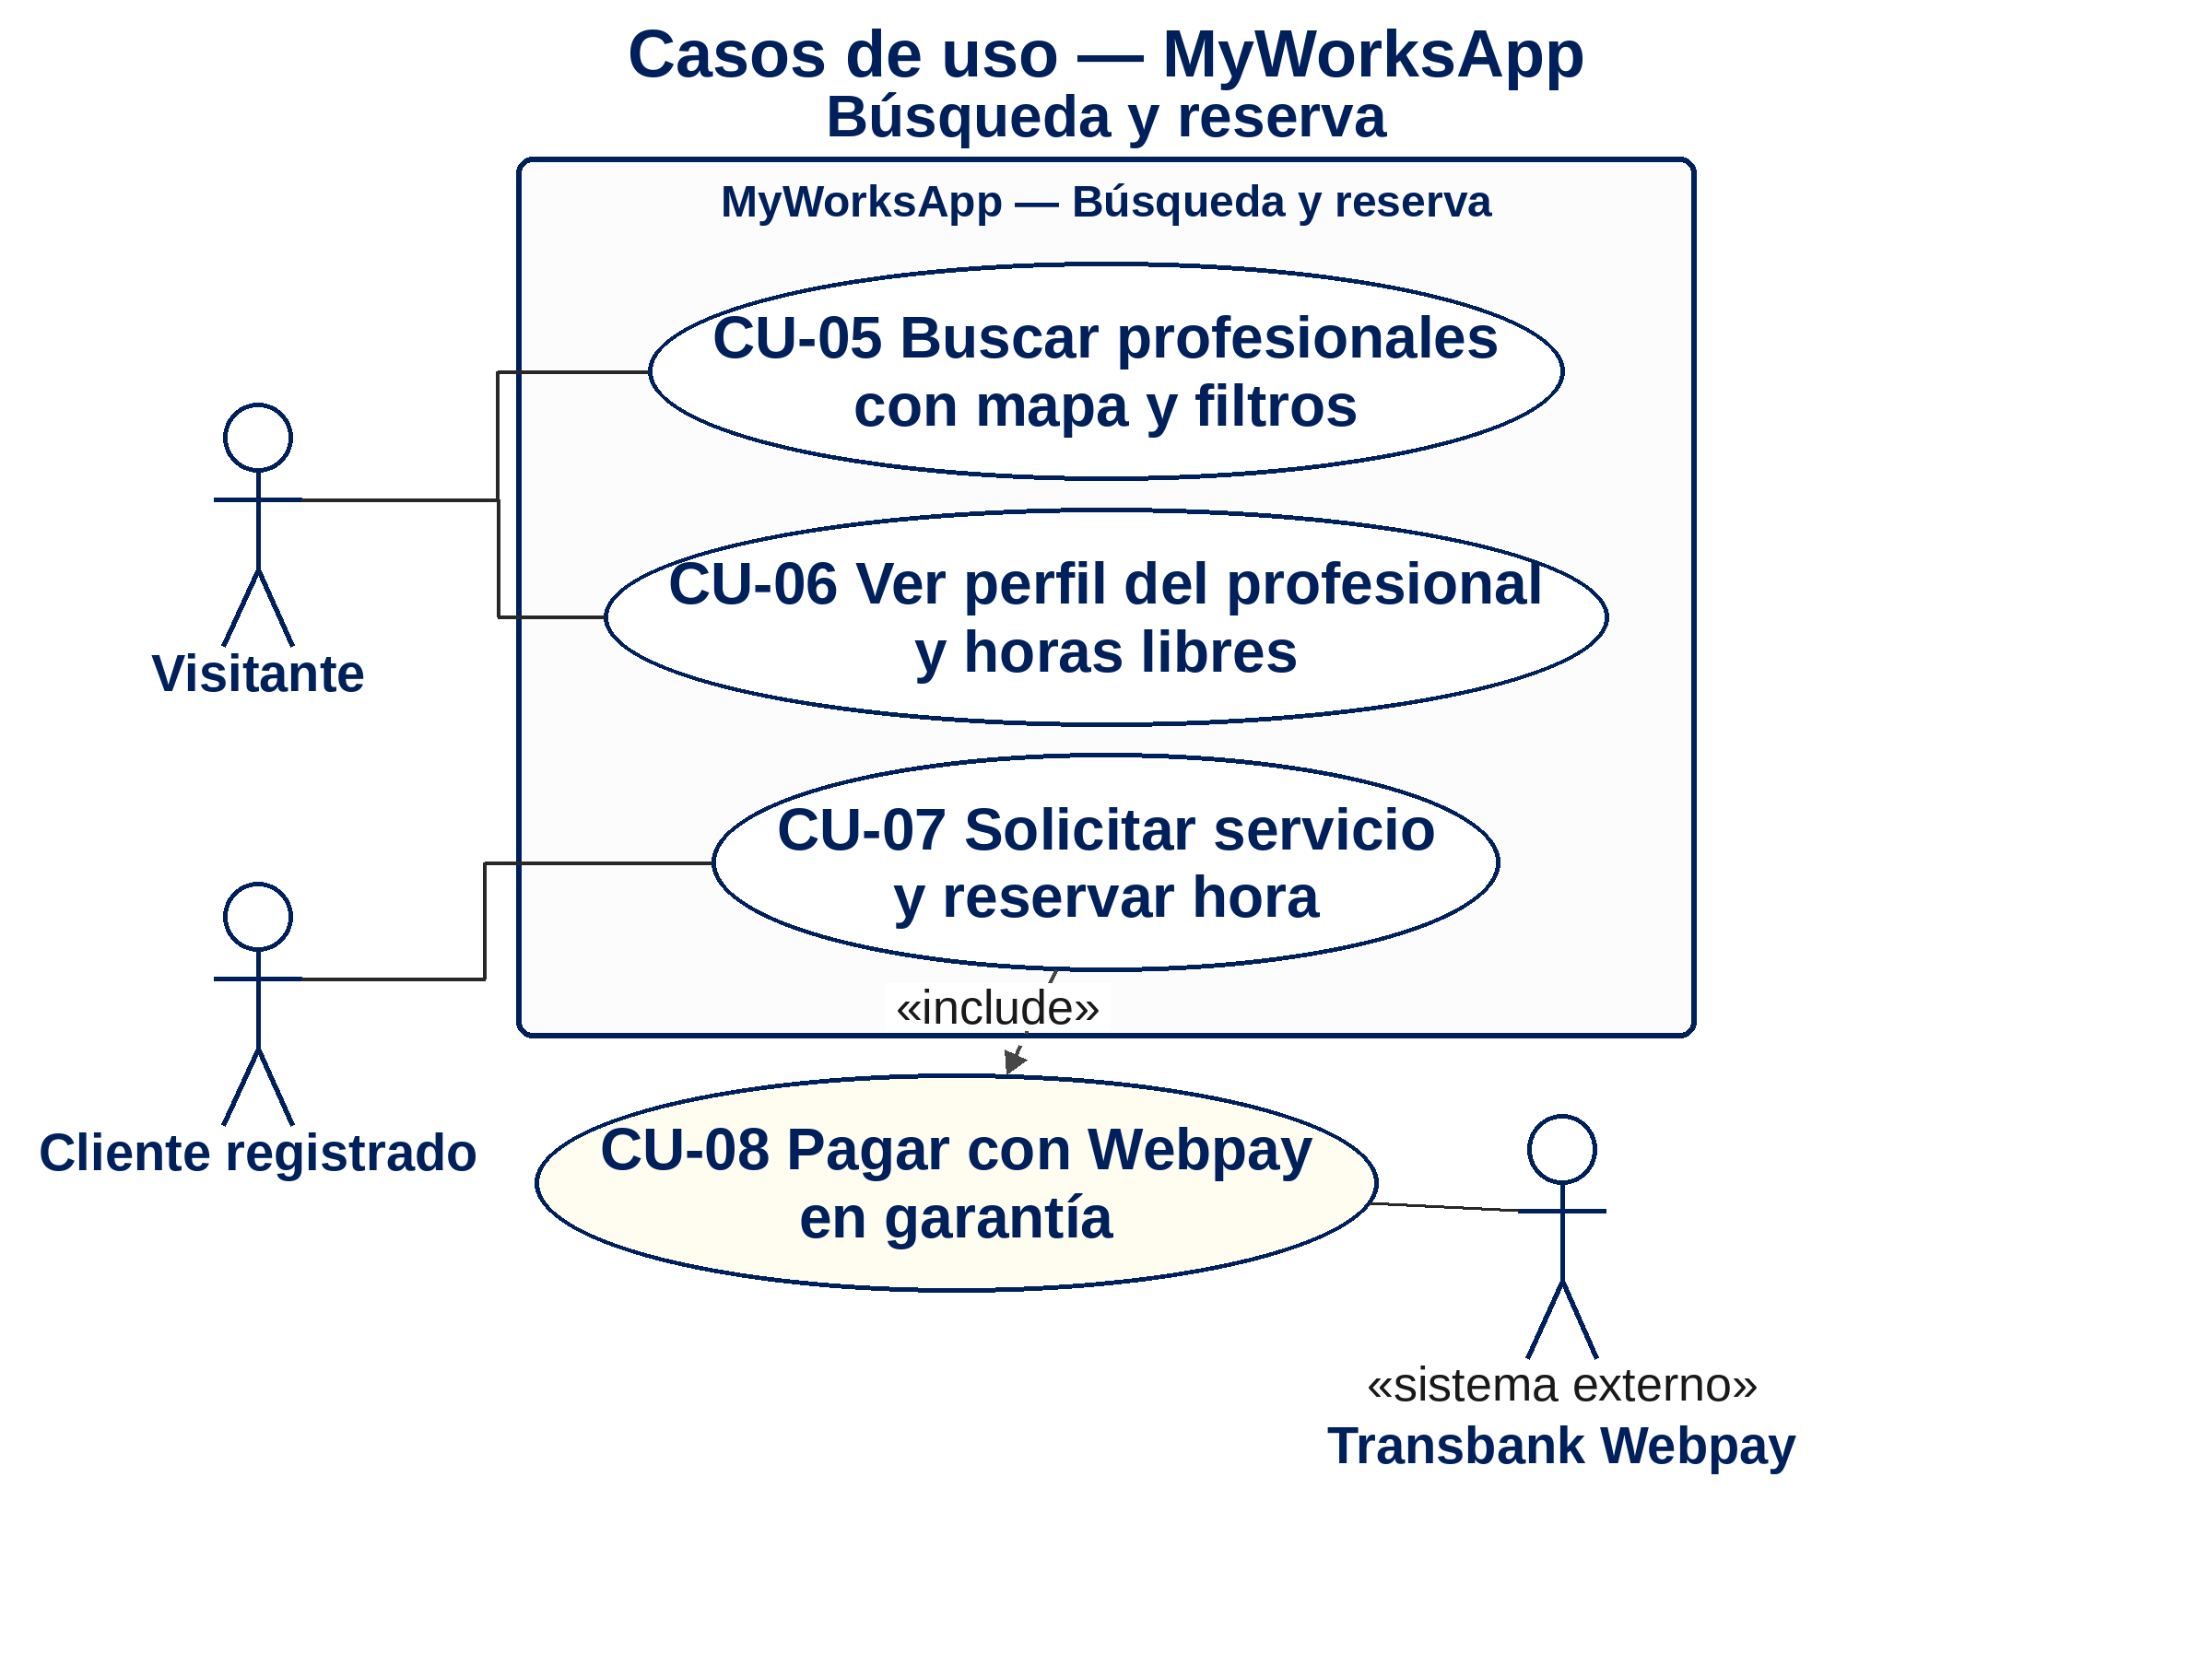 Casos de uso — MyWorksApp
Búsqueda y reserva
MyWorksApp — Búsqueda y reserva
CU-05 Buscar profesionales
con mapa y filtros
CU-06 Ver perfil del profesional
y horas libres
Visitante
CU-07 Solicitar servicio
y reservar hora
«include»
Cliente registrado
CU-08 Pagar con Webpay
en garantía
«sistema externo»
Transbank Webpay